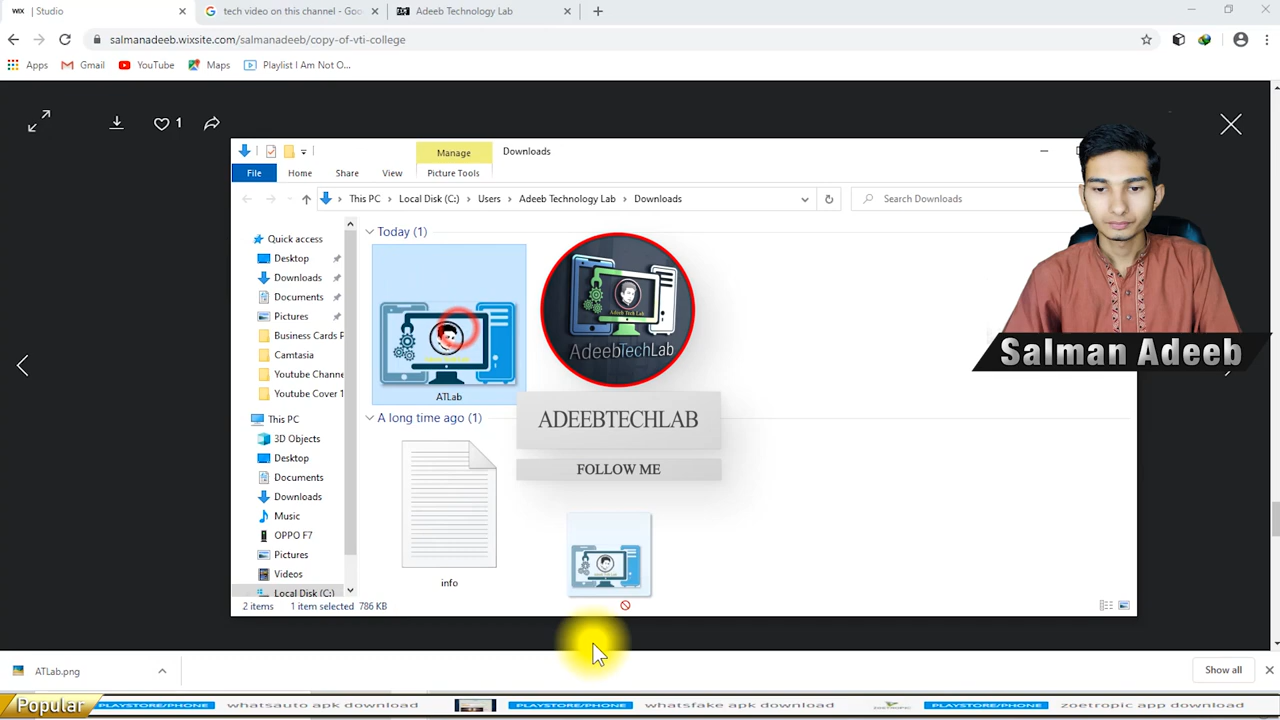 WIX | Studio
tech video on this channel - Goo
Adeeb Technology Lab
salmanadeeb.wixsite.com/salmanadeeb/copy-of-vti-college
Apps
Gmail
YouTube
Maps
Playlist I Am Not O...
1
Manage
Downloads
File
Home
Share
View
Picture Tools
This PC > Local Disk (C:) > Users > Adeeb Technology Lab > Downloads
Search Downloads
Quick access
Desktop
Downloads
Documents
Pictures
Business Cards P
Camtasia
Youtube Channe
Youtube Cover 1
This PC
3D Objects
Desktop
Documents
Downloads
Music
OPPO F7
Pictures
Videos
Local Disk (C:)
Today (1)
ATLab
Adeeb Tech Lab
AdeebTechLab
A long time ago (1)
ADEEBTECHLAB
FOLLOW ME
info
2 items
1 item selected 786 KB
Salman Adeeb
ATLab.png
Show all
Popular
PLAYSTORE/PHONE
whatsauto apk download
PLAYSTORE/PHONE
whatsfake apk download
PLAYSTORE/PHONE
zoetropic app download